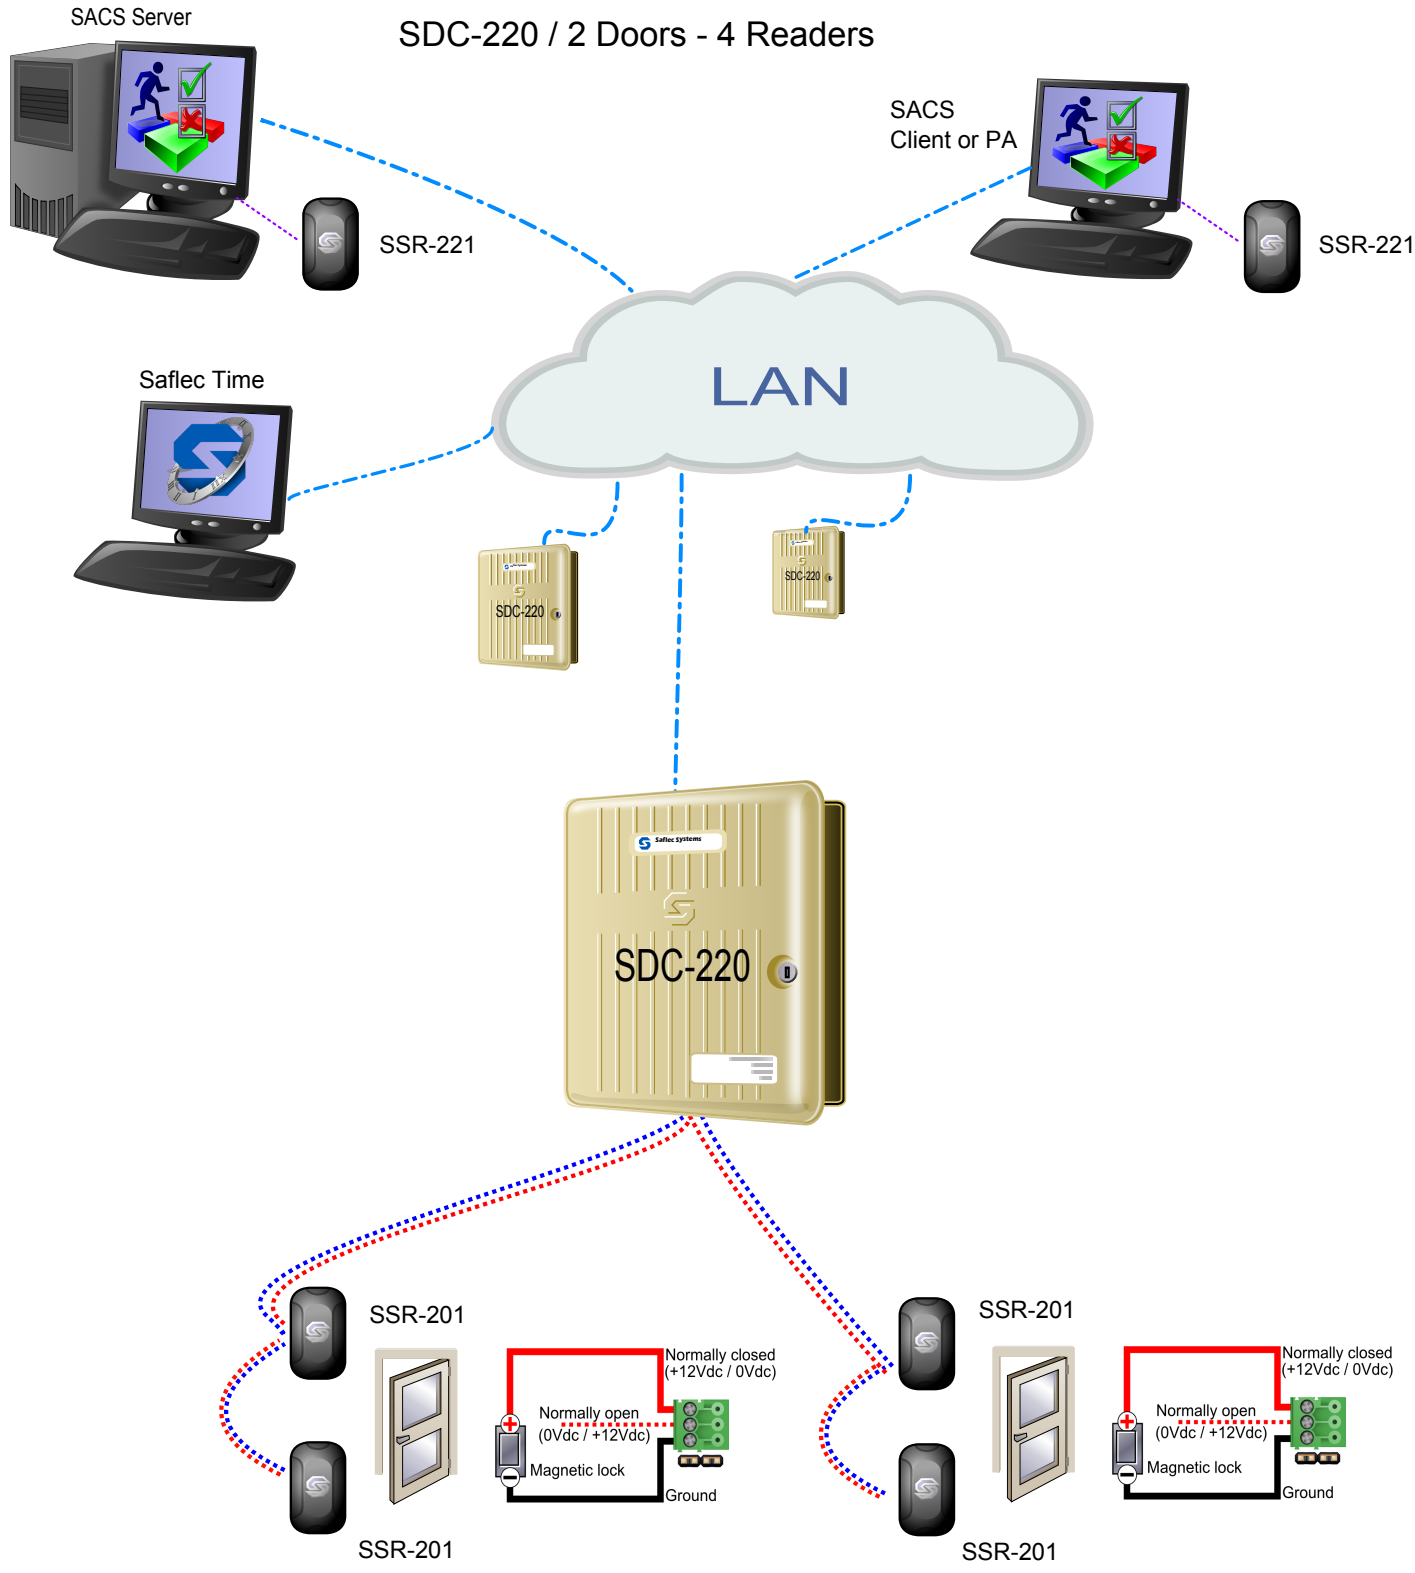 SACS Server
SDC-220 / 2 Doors - 4 Readers
SACS
Client or PA
SSR-221
SSR-221
LAN
Saflec Time
SDC-220
SDC-220
Saflec Systems
SDC-220
SSR-201
Normally closed
(+12Vdc / 0Vdc)
Normally open
(0Vdc / +12Vdc)
Magnetic lock
Ground
SSR-201
SSR-201
Normally closed
(+12Vdc / 0Vdc)
Normally open
(0Vdc / +12Vdc)
Magnetic lock
Ground
SSR-201